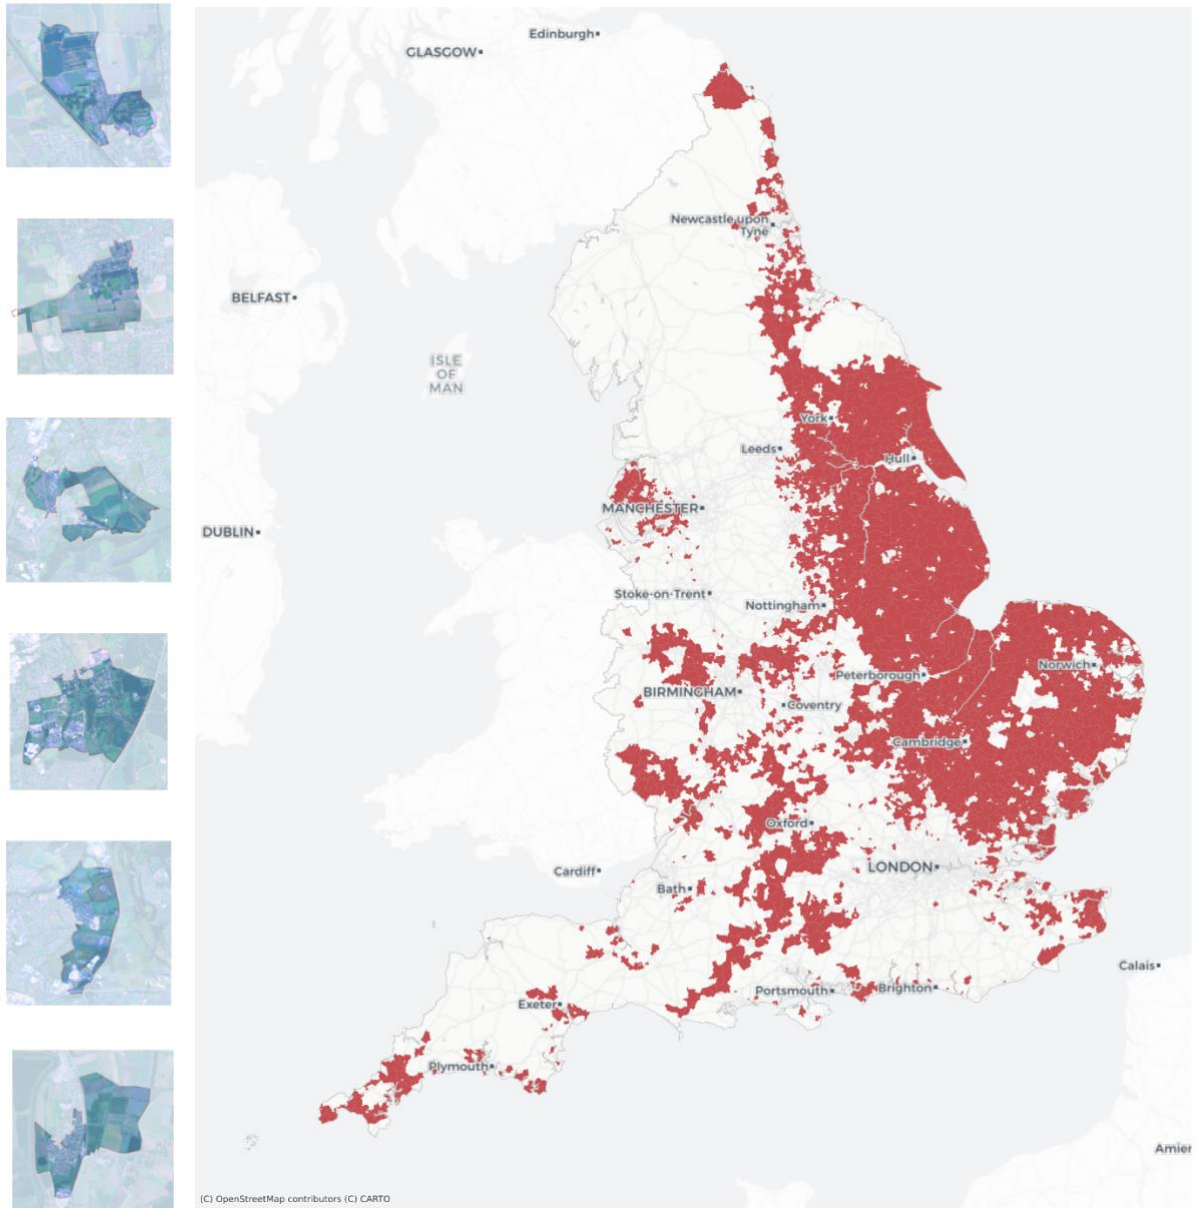 Edinburgh
GLASGOW
Newcastle upon
Tyne
BELFAST
ISLE
OF
MAN
York
Leeds
Hull
MANCHESTER
DUBLIN
Stoke-on-Trent
Nottingham
Norwich
Peterborough
BIRMINGHAM
Coventry
Cambridge
Oxford
LONDON
Cardiff
Bath
Calais
Portsmouth
Brighton
Exeter
Plymouth
Amier
(C) OpenStreetMap contributors (C) CARTO